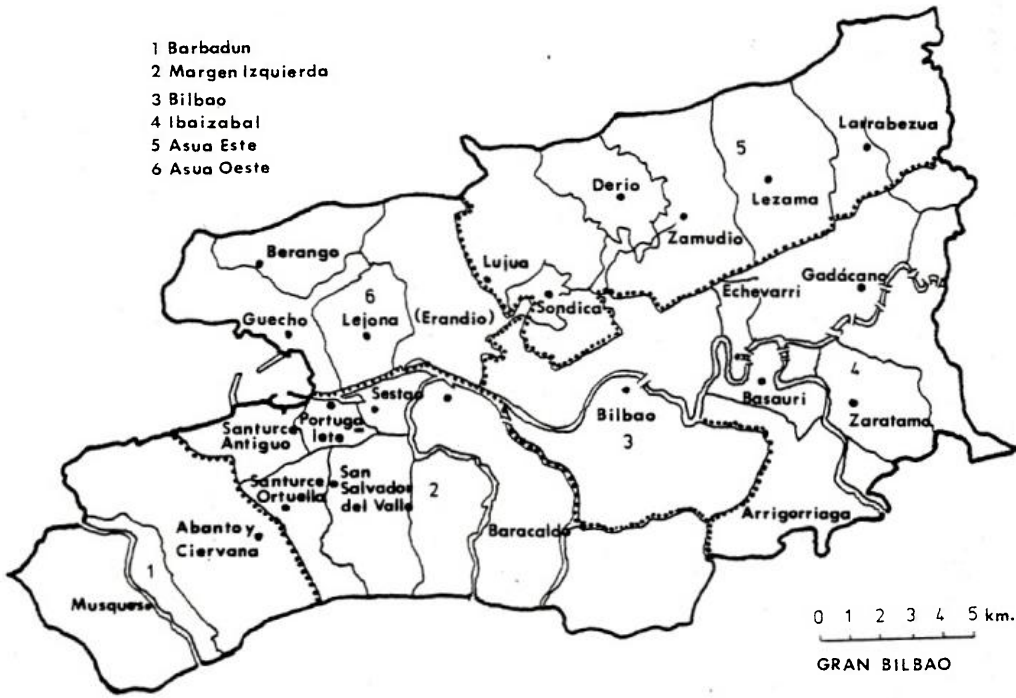 1 Barbadun
2 Margen Izquierda
3 Bilbao
4 Ibaizabal
5 Asua Este
6 Asua Oeste
Larrabezua
5
Derio
Lezama
Zamudio
Berango
Lujua
Gadácano
Echevarri
6
Sondica
Guecho
Lejona
(Erandio)
4
Sestao
Basauri
Bilbao
Zaratamo
Portuga
lete
Santurce
Antiguo
3
San
Salvador
del Valle
2
Santurce
Ortuella
Baracaldo
Arrigorriaga
Abanto y
Ciervana
1
Musques
0 1 2 3 4 5 km.
GRAN BILBAO